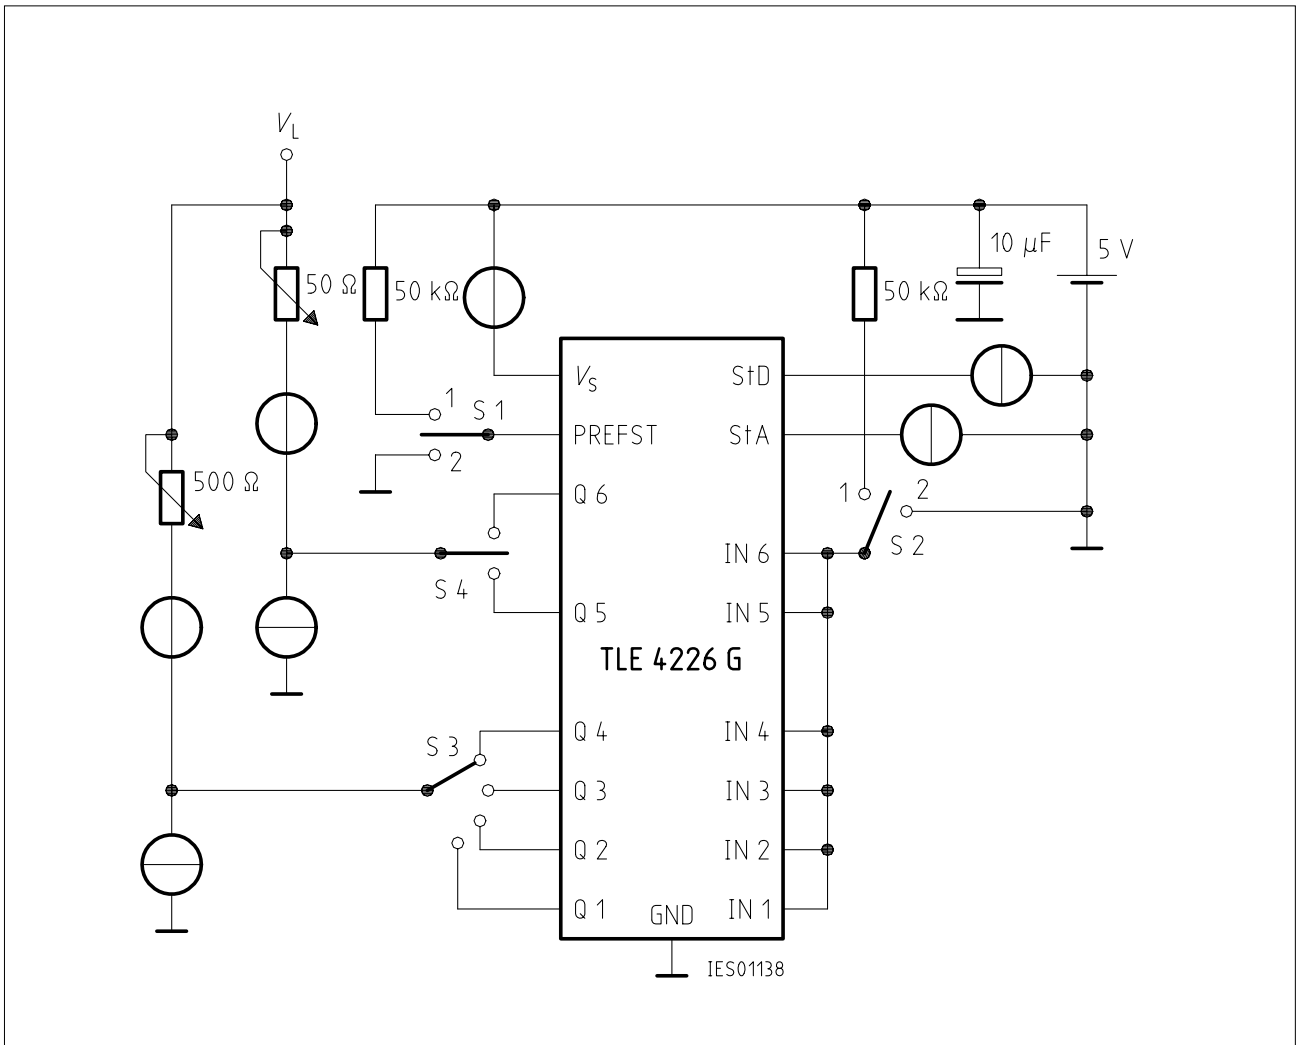 VL
10 µF
5 V
50 Ω
50 kΩ
50 kΩ
VS
StD
1
S 1
PREFST
StA
2
500 Ω
Q 6
1
2
S 2
IN 6
S 4
Q 5
IN 5
TLE 4226 G
Q 4
IN 4
S 3
Q 3
IN 3
Q 2
IN 2
Q 1
GND
IN 1
IES01138